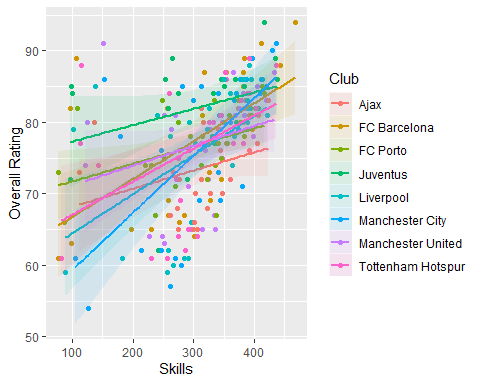 Overall Rating
90
80
70
60
50
100
200
300
400
Skills
Club
Ajax
FC Barcelona
FC Porto
Juventus
Liverpool
Manchester City
Manchester United
Tottenham Hotspur